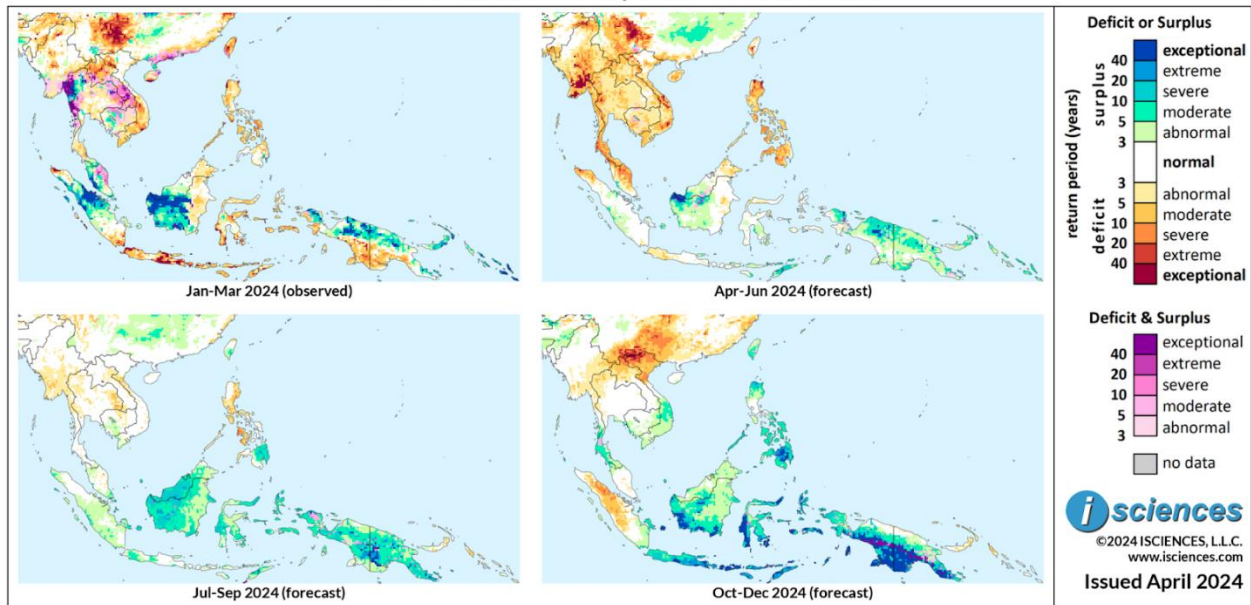 Jan-Mar 2024 (observed)
Apr-Jun 2024 (forecast)
Jul-Sep 2024 (forecast)
Oct-Dec 2024 (forecast)
Deficit or Surplus
return period (years)
surplus
deficit
exceptional
40
extreme
20
severe
10
moderate
5
abnormal
3
normal
3
abnormal
5
moderate
10
severe
20
extreme
40
exceptional
Deficit & Surplus
exceptional
40
extreme
20
severe
10
moderate
5
abnormal
3
no data
i sciences
©2024 ISCIENCES, L.L.C.
www.isciences.com
Issued April 2024